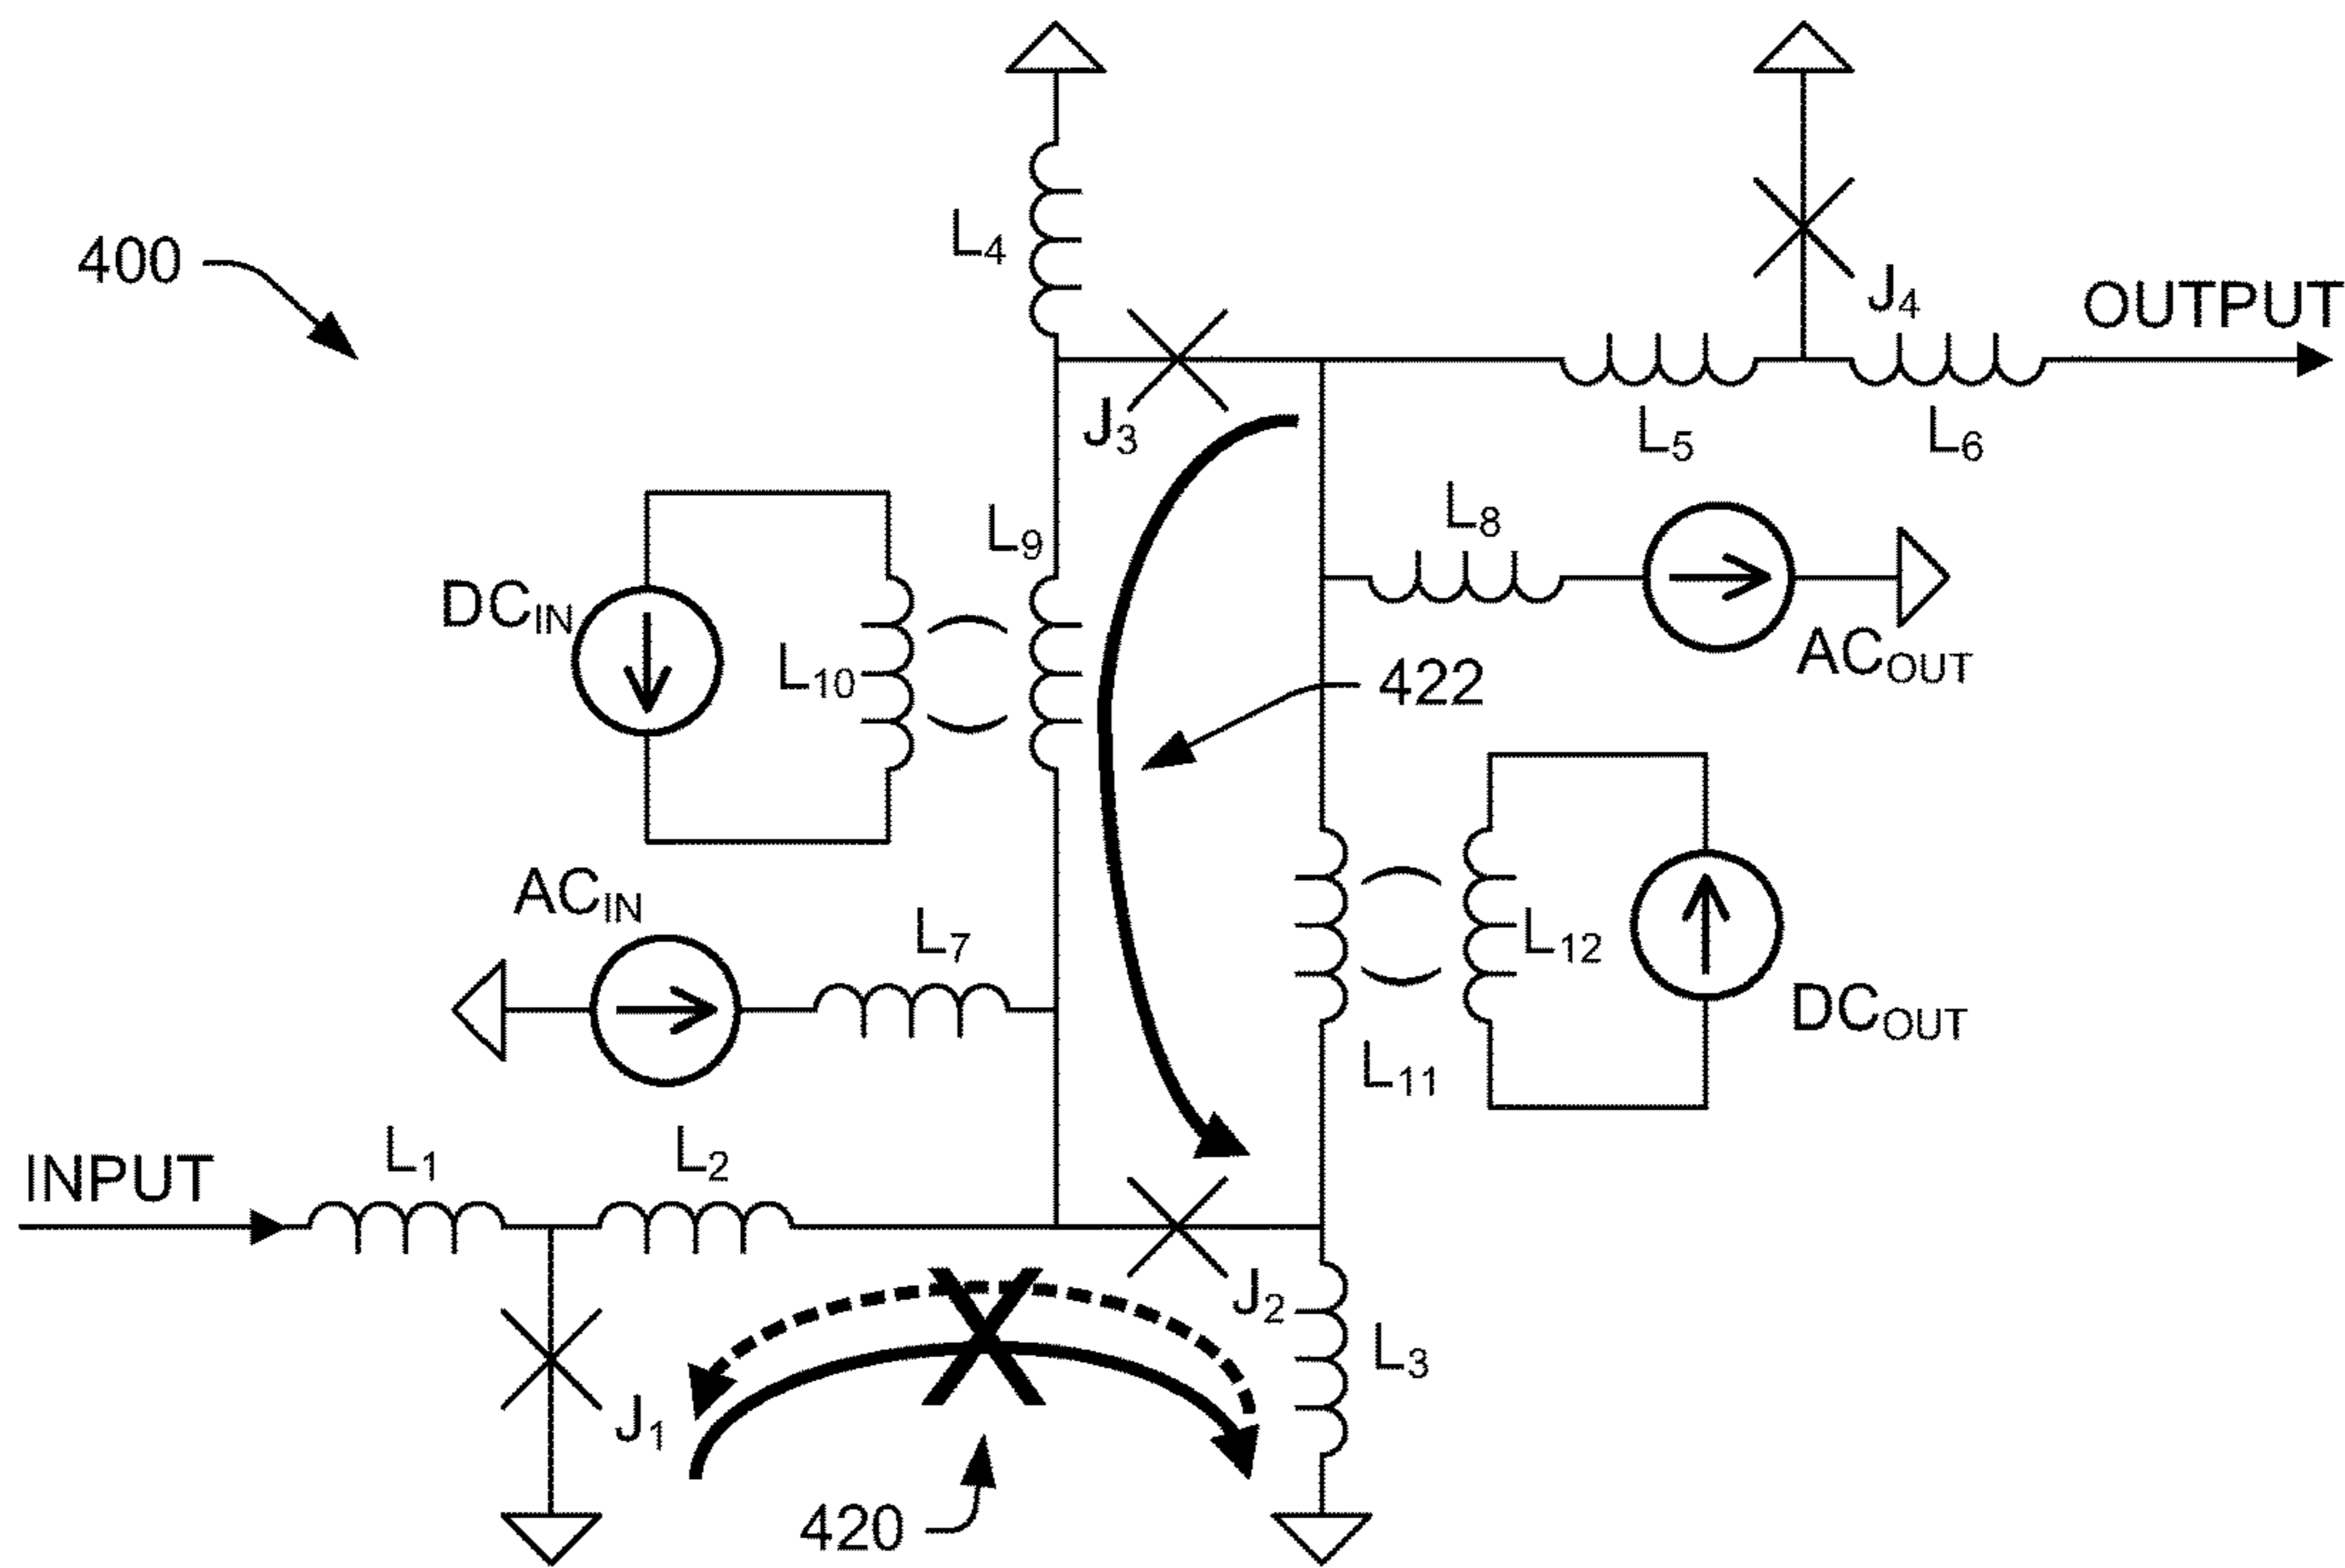 400
L4
J4
OUTPUT
J3
L5
L6
L9
L8
DCIN
L10
ACOUT
422
ACIN
L7
L12
DCOUT
L11
INPUT
L1
L2
J2
L3
J1
X
420